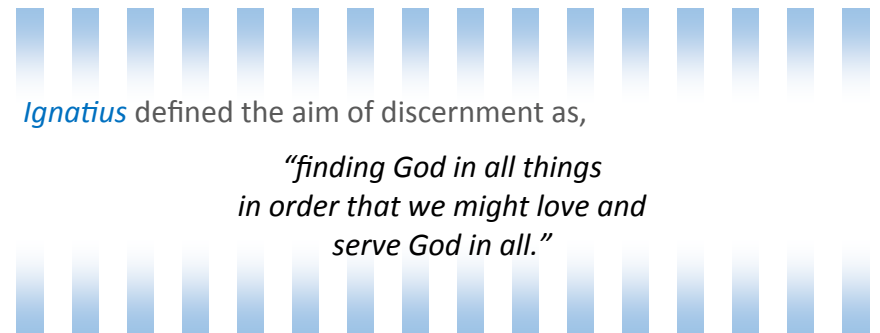 Ignatius defined the aim of discernment as,
“finding God in all things
in order that we might love and
serve God in all.”